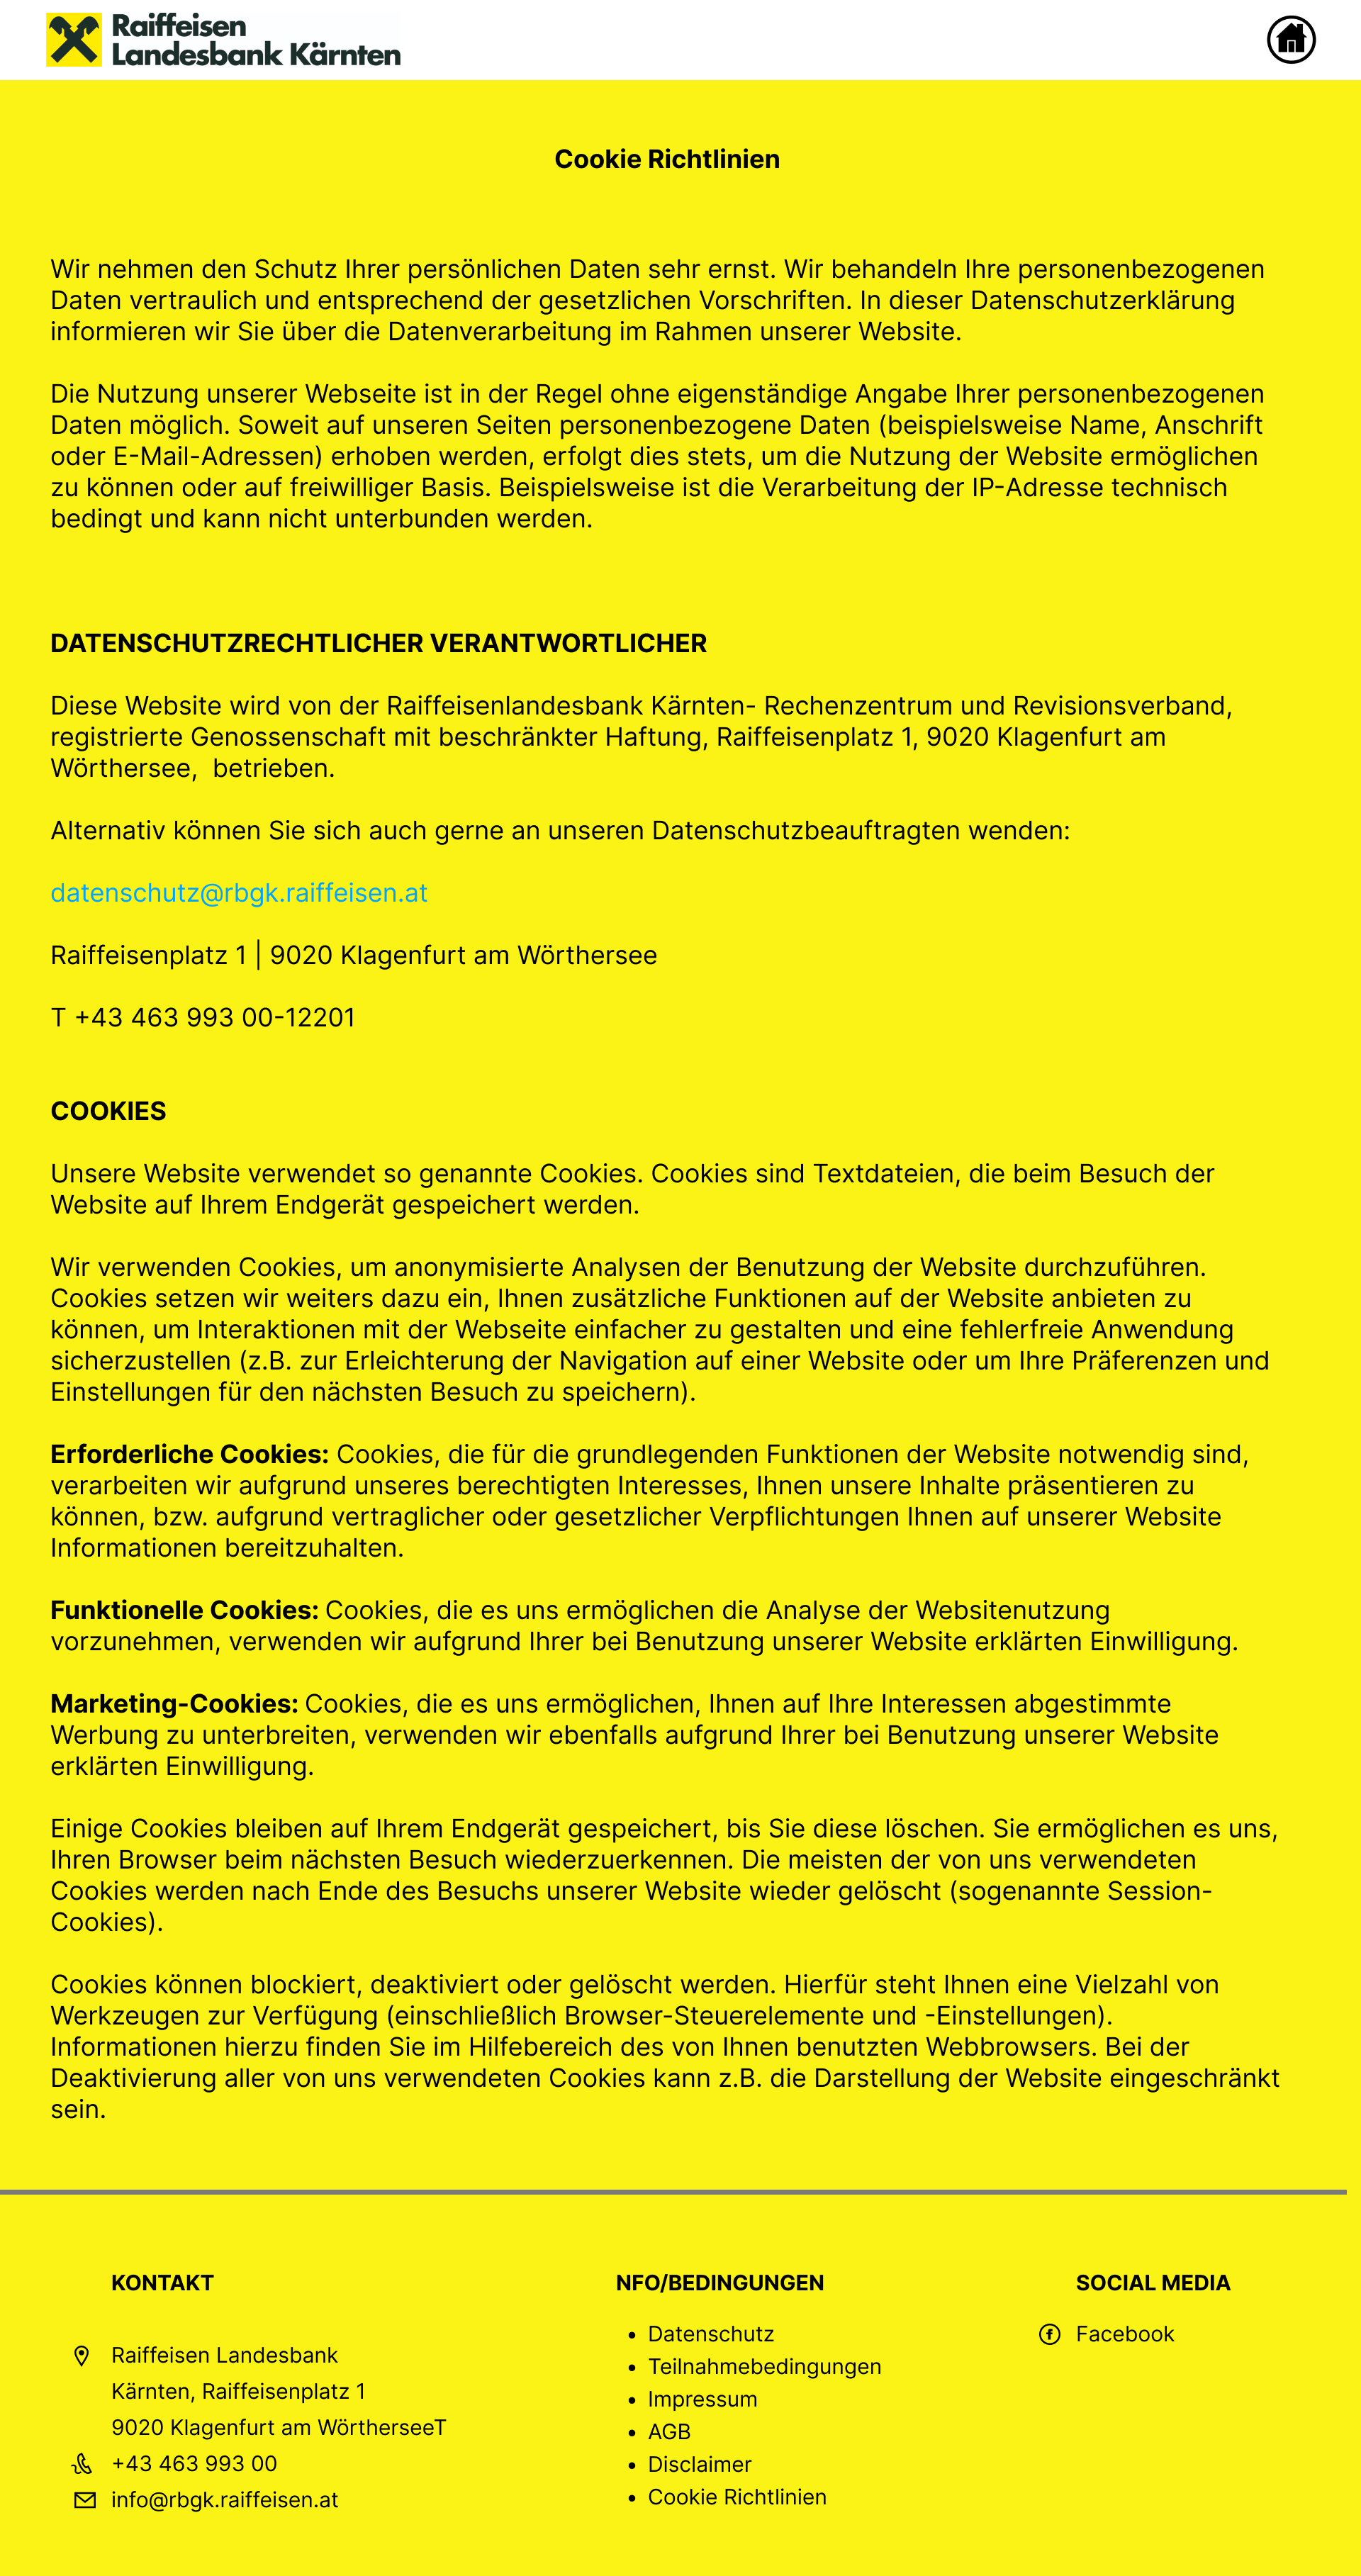 Raiffeisen
Landesbank Kärnten
Cookie Richtlinien
Wir nehmen den Schutz Ihrer persönlichen Daten sehr ernst. Wir behandeln Ihre personenbezogenen
Daten vertraulich und entsprechend der gesetzlichen Vorschriften. In dieser Datenschutzerklärung
informieren wir Sie über die Datenverarbeitung im Rahmen unserer Website.
Die Nutzung unserer Webseite ist in der Regel ohne eigenständige Angabe Ihrer personenbezogenen
Daten möglich. Soweit auf unseren Seiten personenbezogene Daten (beispielsweise Name, Anschrift
oder E-Mail-Adressen) erhoben werden, erfolgt dies stets, um die Nutzung der Website ermöglichen
zu können oder auf freiwilliger Basis. Beispielsweise ist die Verarbeitung der IP-Adresse technisch
bedingt und kann nicht unterbunden werden.
DATENSCHUTZRECHTLICHER VERANTWORTLICHER
Diese Website wird von der Raiffeisenlandesbank Kärnten- Rechenzentrum und Revisionsverband,
registrierte Genossenschaft mit beschränkter Haftung, Raiffeisenplatz 1, 9020 Klagenfurt am
Wörthersee,  betrieben.
Alternativ können Sie sich auch gerne an unseren Datenschutzbeauftragten wenden:
datenschutz@rbgk.raiffeisen.at
Raiffeisenplatz 1 | 9020 Klagenfurt am Wörthersee
T +43 463 993 00-12201
COOKIES
Unsere Website verwendet so genannte Cookies. Cookies sind Textdateien, die beim Besuch der
Website auf Ihrem Endgerät gespeichert werden.
Wir verwenden Cookies, um anonymisierte Analysen der Benutzung der Website durchzuführen.
Cookies setzen wir weiters dazu ein, Ihnen zusätzliche Funktionen auf der Website anbieten zu
können, um Interaktionen mit der Webseite einfacher zu gestalten und eine fehlerfreie Anwendung
sicherzustellen (z.B. zur Erleichterung der Navigation auf einer Website oder um Ihre Präferenzen und
Einstellungen für den nächsten Besuch zu speichern).
Erforderliche Cookies: Cookies, die für die grundlegenden Funktionen der Website notwendig sind,
verarbeiten wir aufgrund unseres berechtigten Interesses, Ihnen unsere Inhalte präsentieren zu
können, bzw. aufgrund vertraglicher oder gesetzlicher Verpflichtungen Ihnen auf unserer Website
Informationen bereitzuhalten.
Funktionelle Cookies: Cookies, die es uns ermöglichen die Analyse der Websitenutzung
vorzunehmen, verwenden wir aufgrund Ihrer bei Benutzung unserer Website erklärten Einwilligung.
Marketing-Cookies: Cookies, die es uns ermöglichen, Ihnen auf Ihre Interessen abgestimmte
Werbung zu unterbreiten, verwenden wir ebenfalls aufgrund Ihrer bei Benutzung unserer Website
erklärten Einwilligung.
Einige Cookies bleiben auf Ihrem Endgerät gespeichert, bis Sie diese löschen. Sie ermöglichen es uns,
Ihren Browser beim nächsten Besuch wiederzuerkennen. Die meisten der von uns verwendeten
Cookies werden nach Ende des Besuchs unserer Website wieder gelöscht (sogenannte Session-
Cookies).
Cookies können blockiert, deaktiviert oder gelöscht werden. Hierfür steht Ihnen eine Vielzahl von
Werkzeugen zur Verfügung (einschließlich Browser-Steuerelemente und -Einstellungen).
Informationen hierzu finden Sie im Hilfebereich des von Ihnen benutzten Webbrowsers. Bei der
Deaktivierung aller von uns verwendeten Cookies kann z.B. die Darstellung der Website eingeschränkt
sein.
KONTAKT
Raiffeisen Landesbank
Kärnten, Raiffeisenplatz 1
9020 Klagenfurt am WörtherseeT
+43 463 993 00
info@rbgk.raiffeisen.at
NFO/BEDINGUNGEN
• Datenschutz
• Teilnahmebedingungen
• Impressum
• AGB
• Disclaimer
• Cookie Richtlinien
SOCIAL MEDIA
Facebook